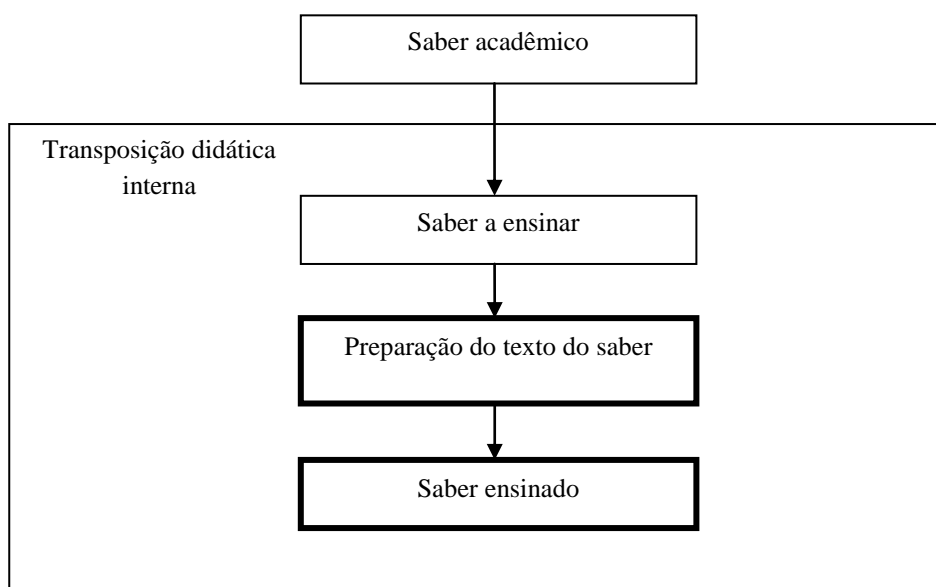 Saber acadêmico
Transposição didática
interna
Saber a ensinar
Preparação do texto do saber
Saber ensinado